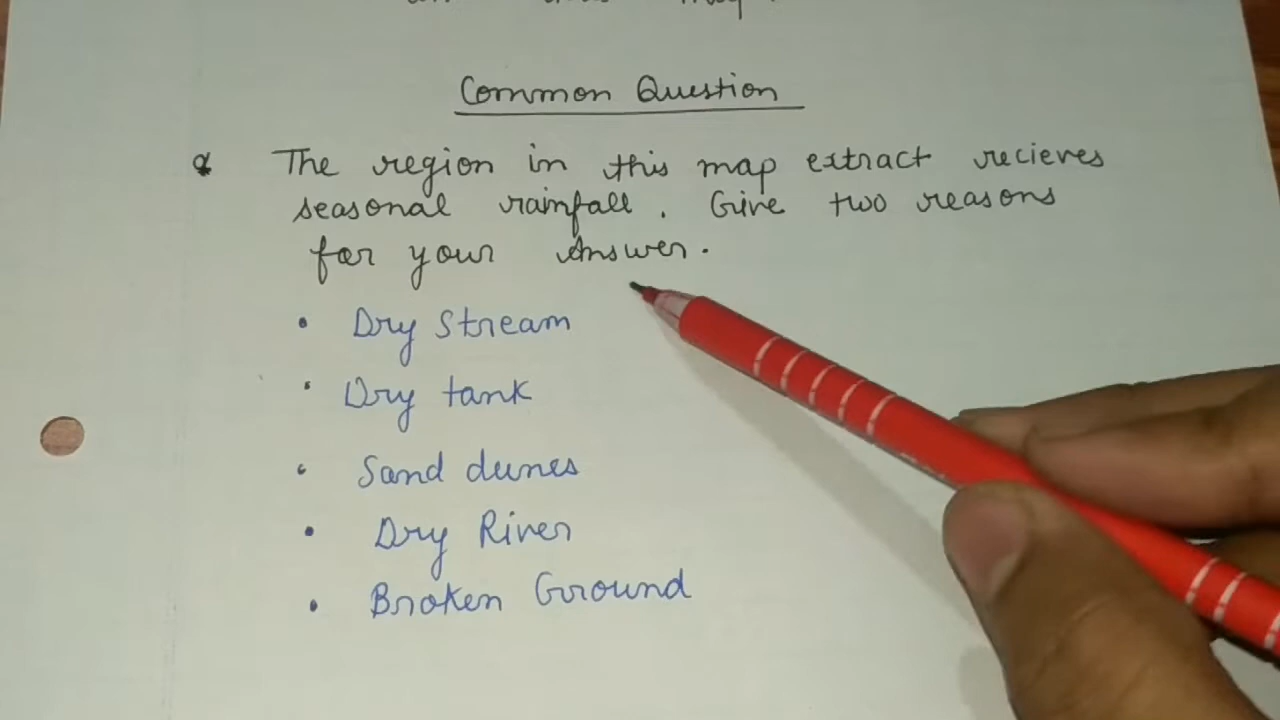 Common Question
Q The region in this map extract recieves
seasonal rainfall. Give two reasons
for your Answer.
• Dry Stream
• Dry tank
• Sand dunes
• Dry River
• Broken Ground